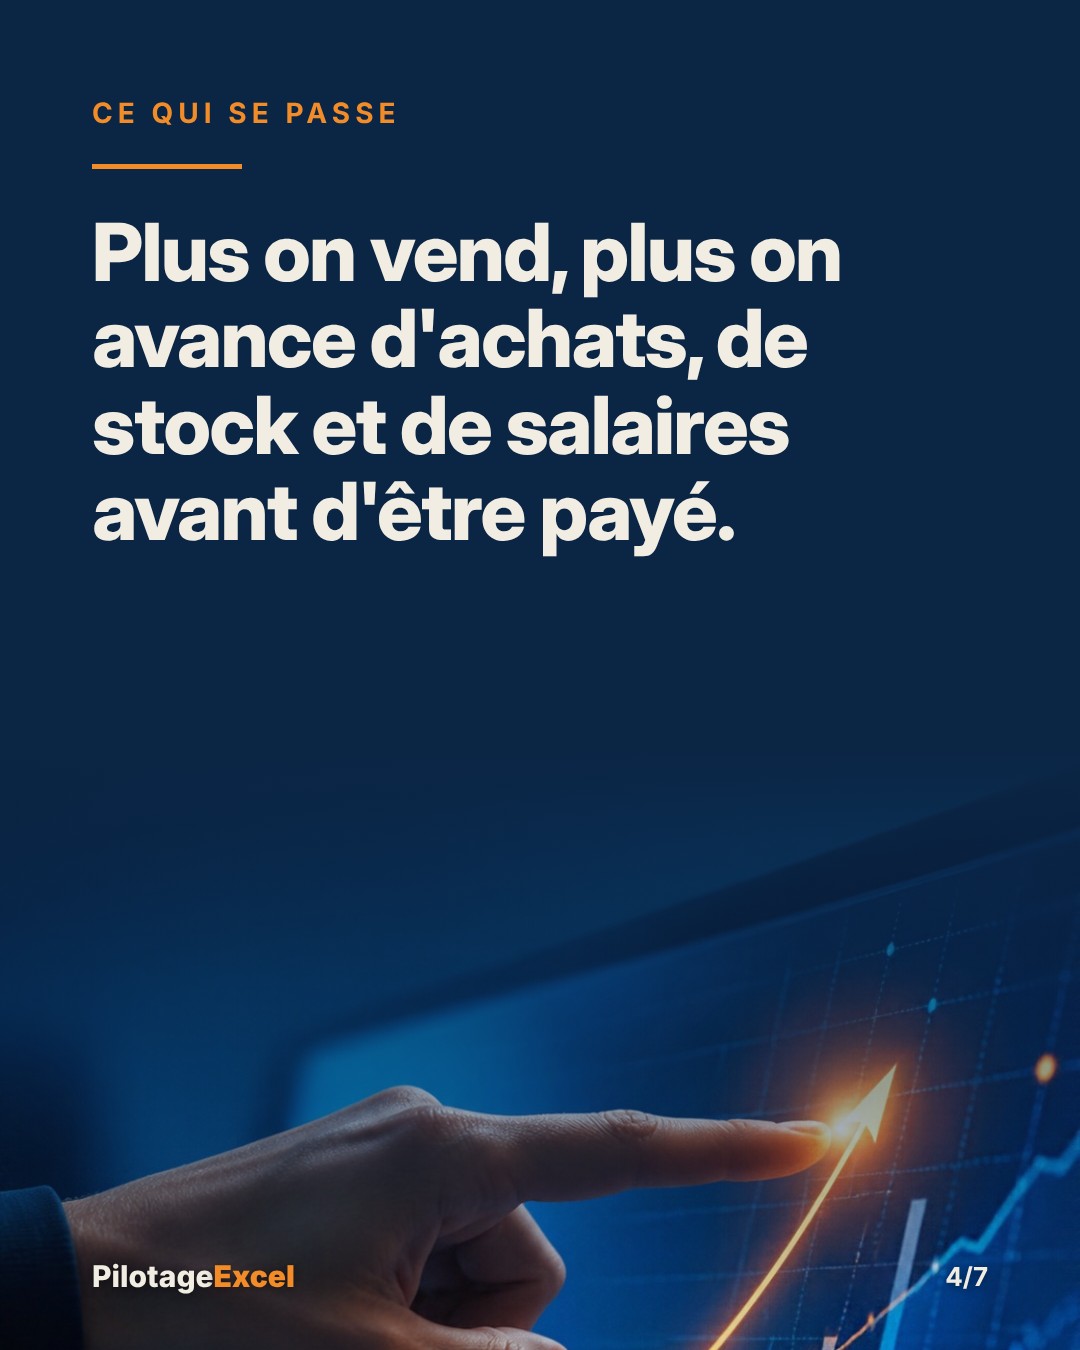 CE QUI SE PASSE
Plus on vend, plus on
avance d'achats, de
stock et de salaires
avant d'être payé.
PilotageExcel
4/7